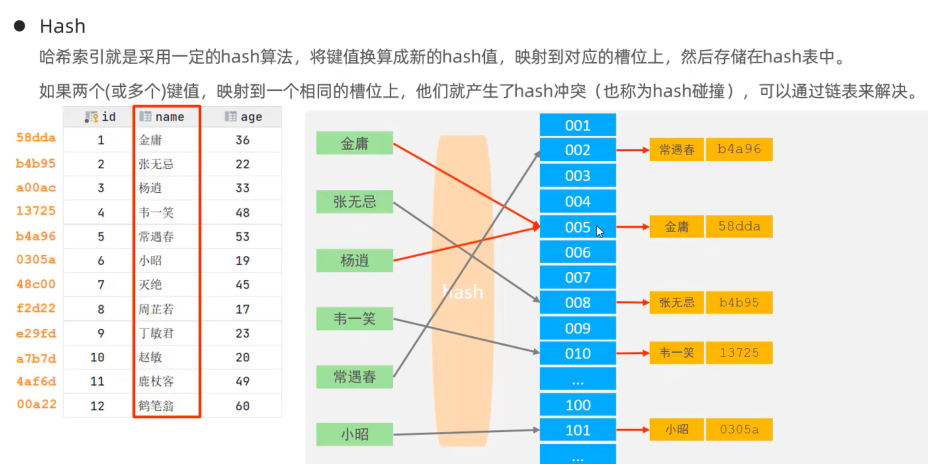 Hash
哈希索引就是采用一定的hash算法，将键值换算成新的hash值，映射到对应的槽位上，然后存储在hash表中。
如果两个(或多个)键值，映射到一个相同的槽位上，他们就产生了hash冲突（也称为hash碰撞），可以通过链表来解决。
id name age
58dda 1 金庸 36
b4b95 2 张无忌 22
a00ac 3 杨逍 33
13725 4 韦一笑 48
b4a96 5 常遇春 53
0305a 6 小昭 19
48c00 7 灭绝 45
f2d22 8 周芷若 17
e29fd 9 丁敏君 23
a7b7d 10 赵敏 20
4af6d 11 鹿杖客 49
00a22 12 鹤笔翁 60
金庸
张无忌
杨逍
韦一笑
常遇春
小昭
hash
001
002 常遇春 b4a96
003
004
005 金庸 58dda
006
007
008 张无忌 b4b95
009
010 韦一笑 13725
...
100
101 小昭 0305a
...